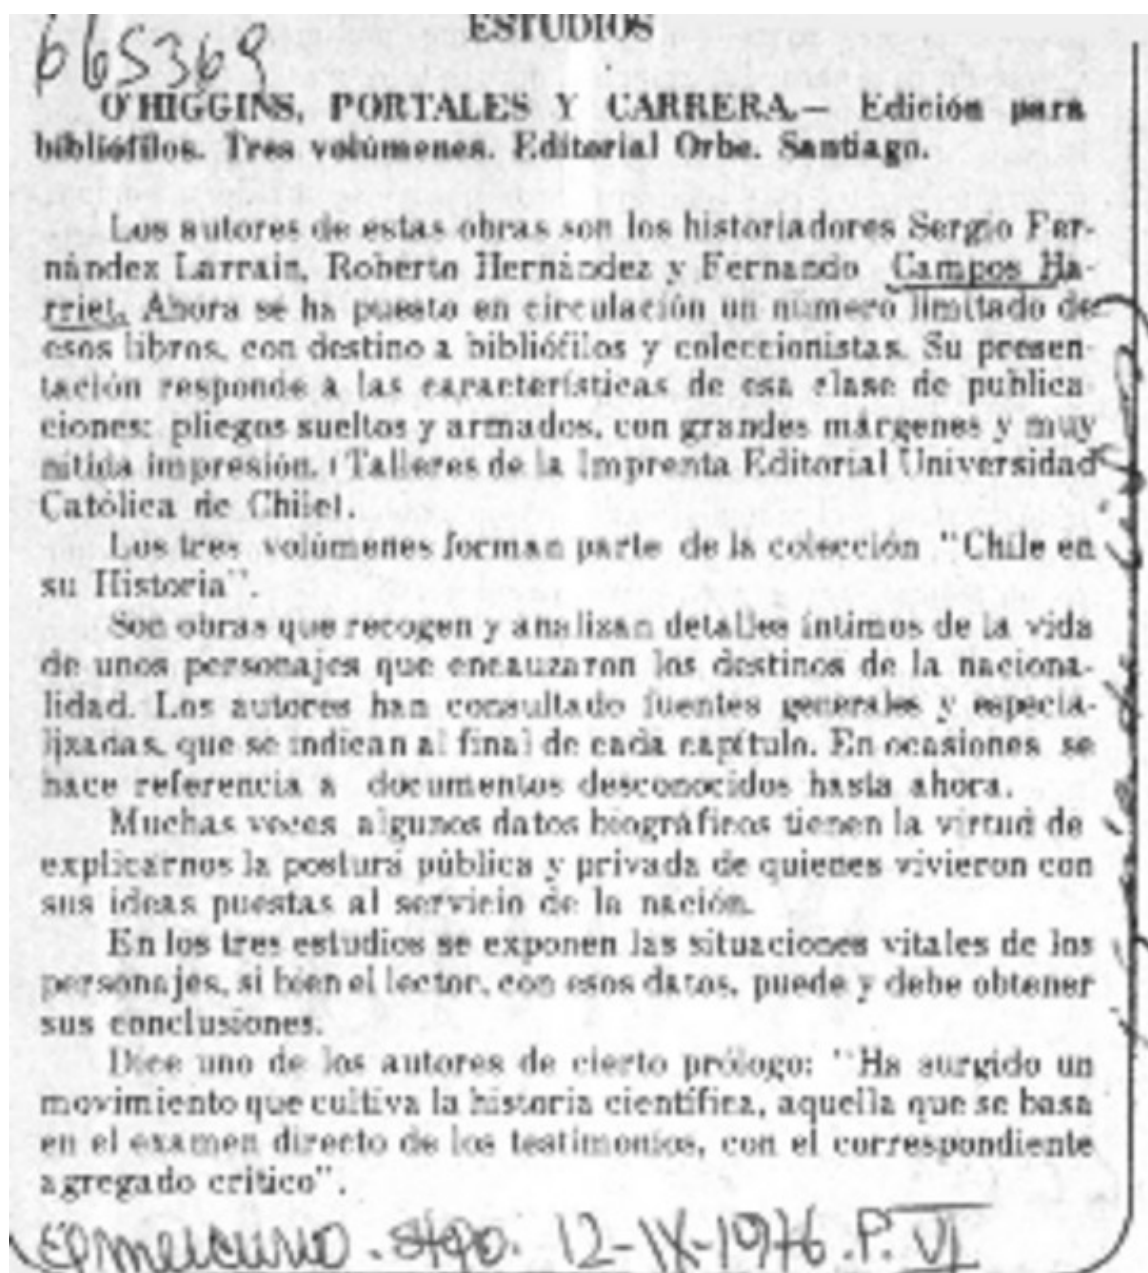 ESTUDIOS
665369
O'HIGGINS, PORTALES Y CARRERA.— Edición para
bibliófilos. Tres volúmenes. Editorial Orbe. Santiago.
Los autores de estas obras son los historiadores Sergio Fer-
nández Larraín, Roberto Hernández y Fernando Campos Ha-
rriet. Ahora se ha puesto en circulación un número limitado de
esos libros, con destino a bibliófilos y coleccionistas. Su presen-
tación responde a las características de esa clase de publica-
ciones: pliegos sueltos y armados, con grandes márgenes y muy
nítida impresión. (Talleres de la Imprenta Editorial Universidad
Católica de Chile).
Los tres volúmenes forman parte de la colección "Chile en
su Historia".
Son obras que recogen y analizan detalles íntimos de la vida
de unos personajes que encauzaron los destinos de la naciona-
lidad. Los autores han consultado fuentes generales y especia-
lizadas, que se indican al final de cada capítulo. En ocasiones se
hace referencia a documentos desconocidos hasta ahora.
Muchas veces algunos datos biográficos tienen la virtud de
explicarnos la postura pública y privada de quienes vivieron con
sus ideas puestas al servicio de la nación.
En los tres estudios se exponen las situaciones vitales de los
personajes, si bien el lector, con esos datos, puede y debe obtener
sus conclusiones.
Dice uno de los autores de cierto prólogo: "Ha surgido un
movimiento que cultiva la historia científica, aquella que se basa
en el examen directo de los testimonios, con el correspondiente
agregado crítico".
El Mercurio. Stgo. 12-IX-1976. P. VI